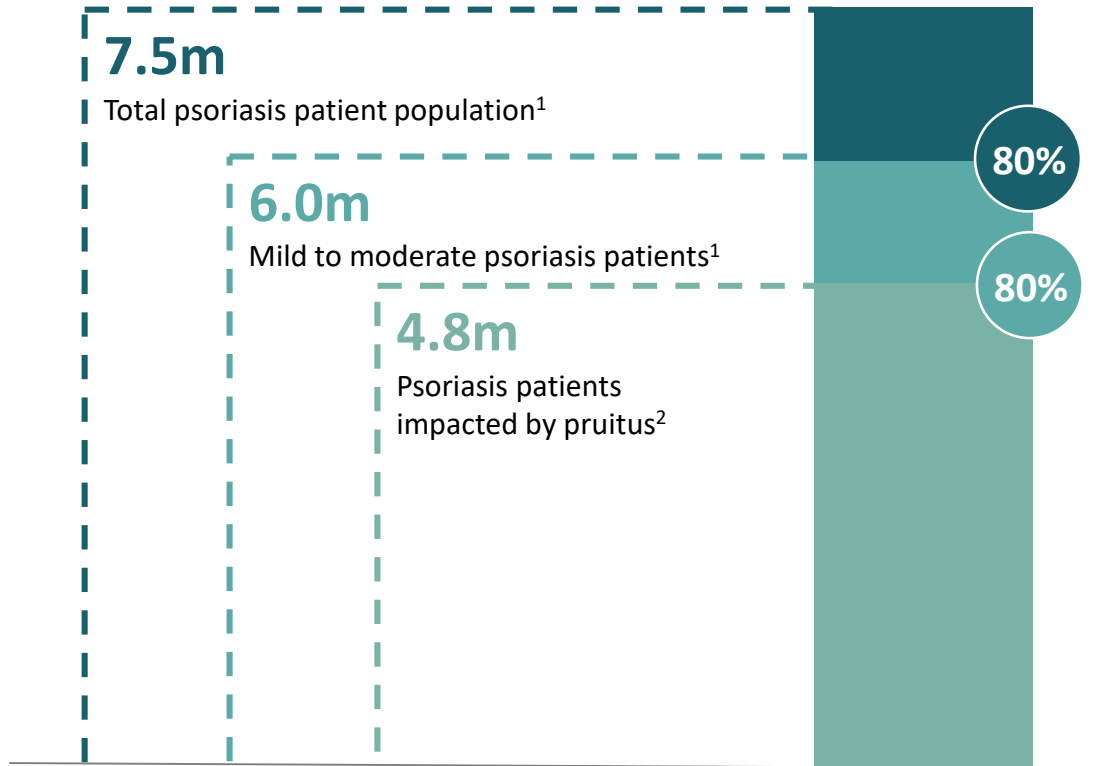 7.5m
Total psoriasis patient population¹
80%
6.0m
Mild to moderate psoriasis patients¹
80%
4.8m
Psoriasis patients
impacted by pruitus²